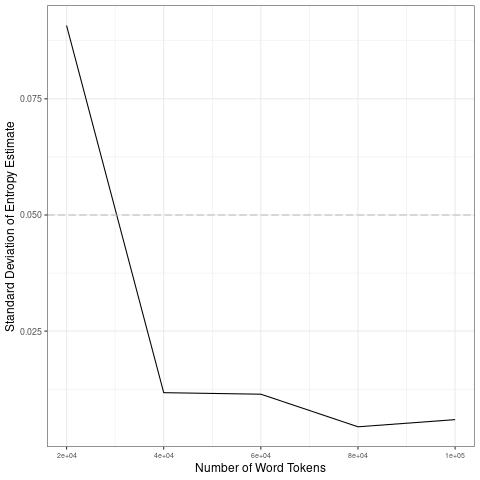 Standard Deviation of Entropy Estimate
0.075
0.050
0.025
2e+04 4e+04 6e+04 8e+04 1e+05
Number of Word Tokens